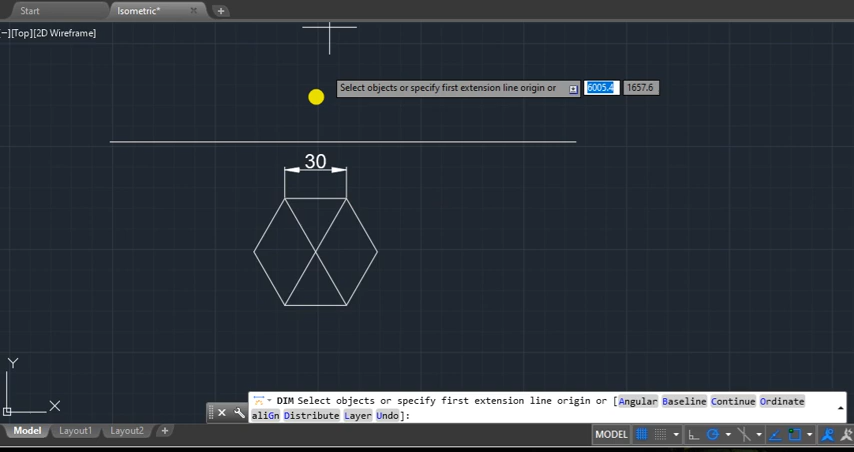 Start
Isometric*
−][Top][2D Wireframe]
Select objects or specify first extension line origin or 6005.4 1657.6
30
Y
X
DIM Select objects or specify first extension line origin or [Angular Baseline Continue Ordinate
aliGn Distribute Layer Undo]:
Model Layout1 Layout2 +
MODEL